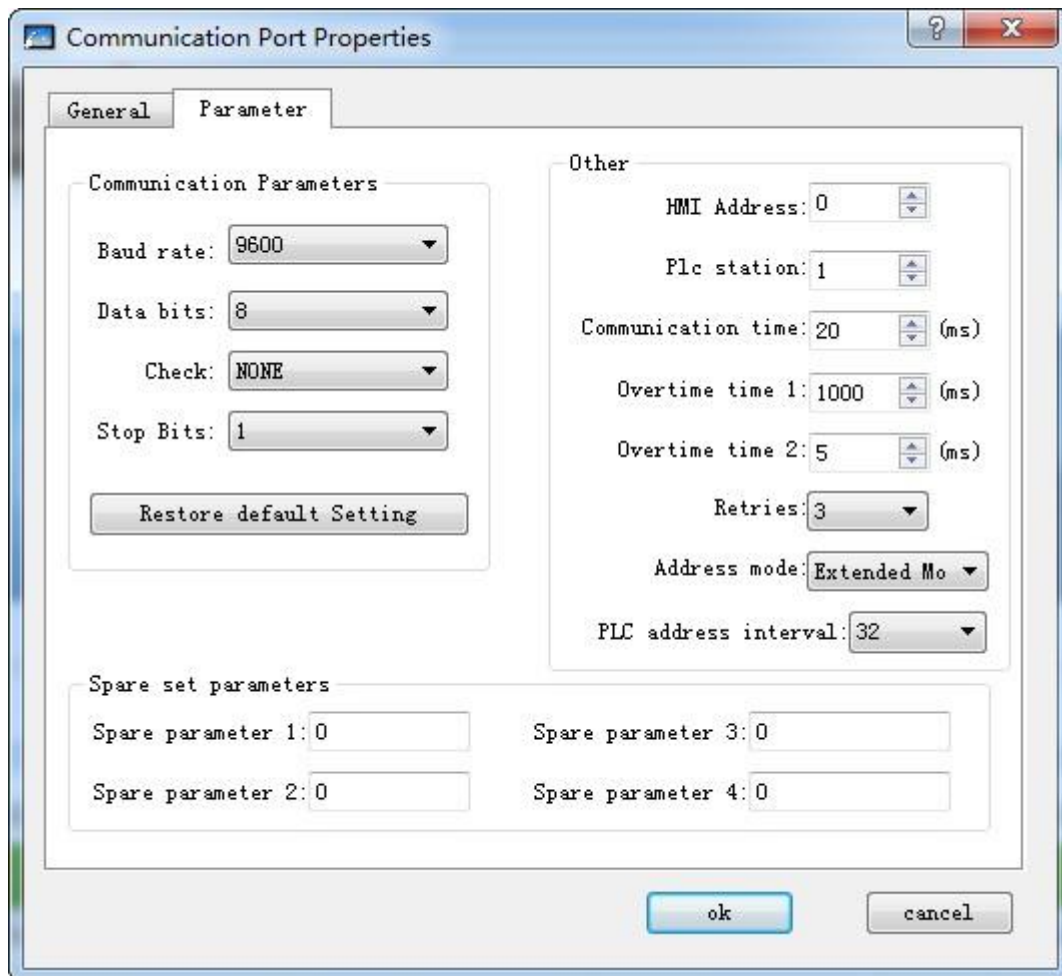 Communication Port Properties
General
Parameter
Communication Parameters
Baud rate: 9600
Data bits: 8
Check: NONE
Stop Bits: 1
Restore default Setting
Other
HMI Address: 0
Plc station: 1
Communication time: 20 (ms)
Overtime time 1: 1000 (ms)
Overtime time 2: 5 (ms)
Retries: 3
Address mode: Extended Mo
PLC address interval: 32
Spare set parameters
Spare parameter 1: 0
Spare parameter 3: 0
Spare parameter 2: 0
Spare parameter 4: 0
ok
cancel